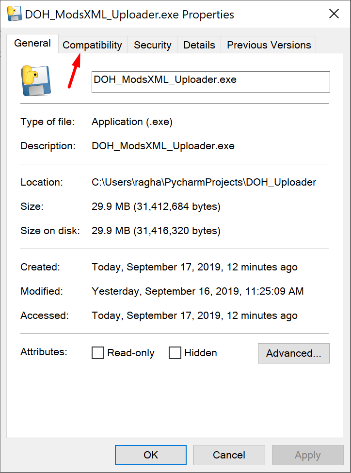 DOH_ModsXML_Uploader.exe Properties
General Compatibility Security Details Previous Versions
DOH_ModsXML_Uploader.exe
Type of file: Application (.exe)
Description: DOH_ModsXML_Uploader.exe
Location: C:\Users\ragha\PycharmProjects\DOH_Uploader
Size: 29.9 MB (31,412,684 bytes)
Size on disk: 29.9 MB (31,416,320 bytes)
Created: Today, September 17, 2019, 12 minutes ago
Modified: Yesterday, September 16, 2019, 11:25:09 AM
Accessed: Today, September 17, 2019, 12 minutes ago
Attributes: Read-only Hidden Advanced...
OK Cancel Apply